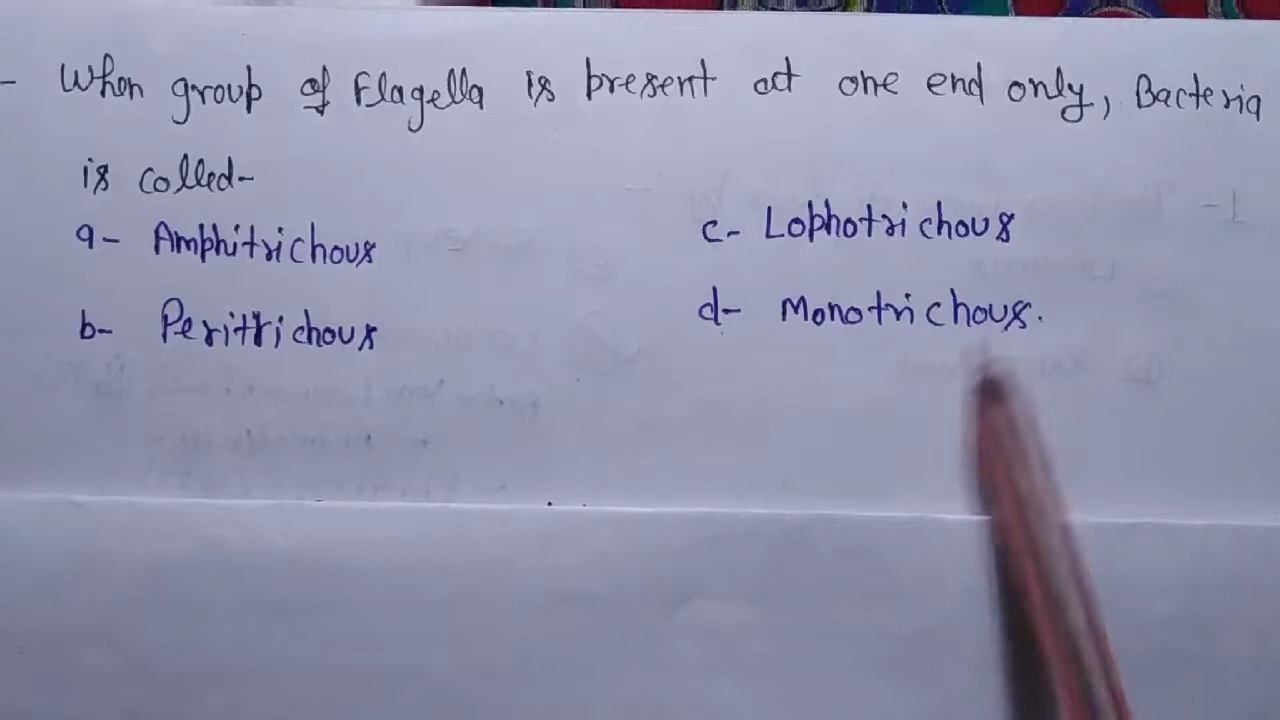 - When group of Flagella is present at one end only, Bacteria
is called-
a- Amphitrichous
b- Peritrichous
c- Lophotrichous
d- Monotrichous.